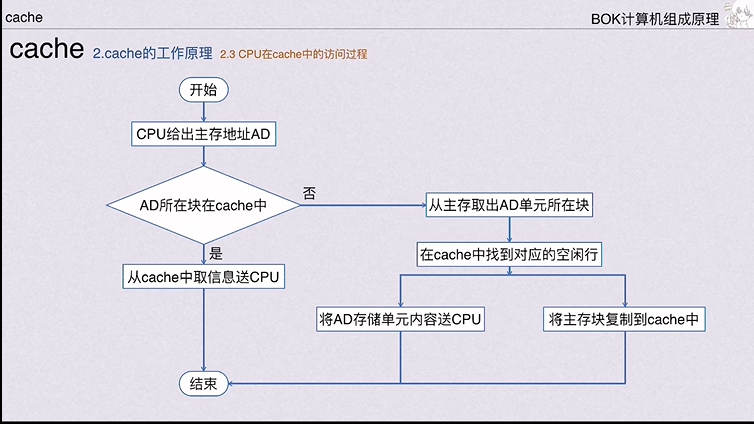 cache
BOK计算机组成原理
cache 2.cache的工作原理 2.3 CPU在cache中的访问过程
开始
CPU给出主存地址AD
AD所在块在cache中
否
是
从cache中取信息送CPU
从主存取出AD单元所在块
在cache中找到对应的空闲行
将AD存储单元内容送CPU
将主存块复制到cache中
结束